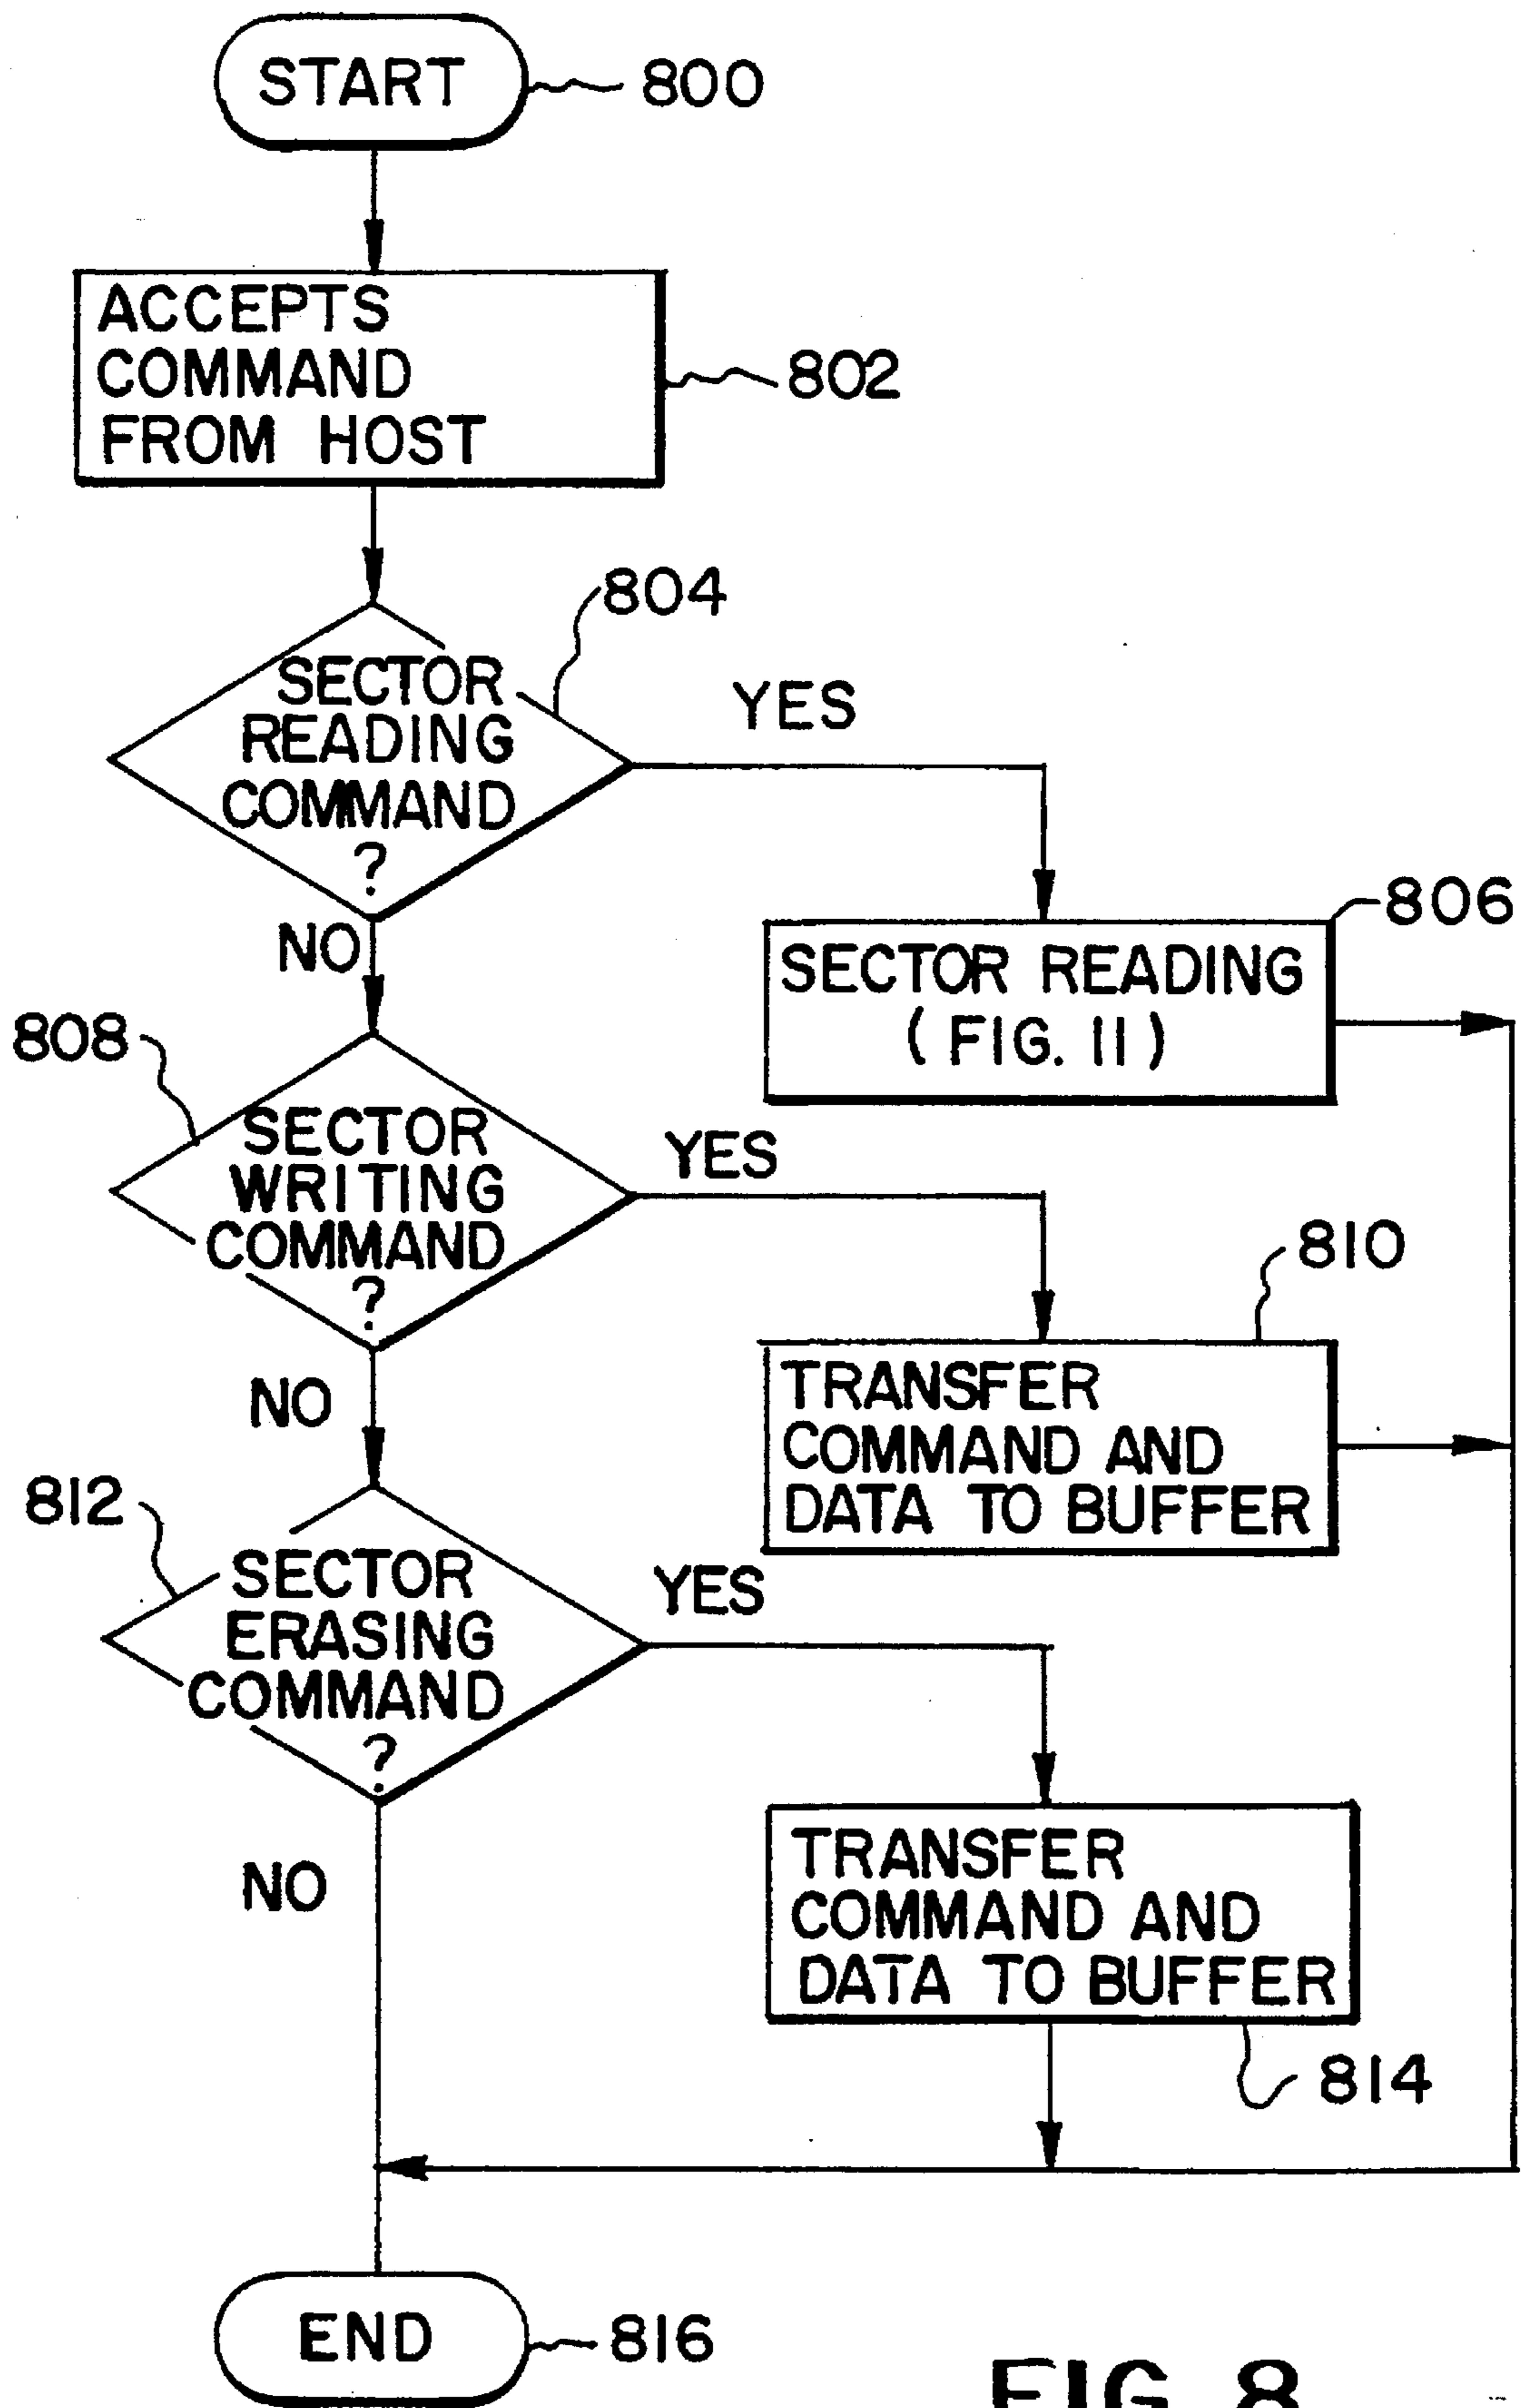 START
800
ACCEPTS
COMMAND
FROM HOST
802
804
SECTOR
READING
COMMAND
?
YES
NO
806
SECTOR READING
(FIG. 11)
808
SECTOR
WRITING
COMMAND
?
YES
NO
810
TRANSFER
COMMAND AND
DATA TO BUFFER
812
SECTOR
ERASING
COMMAND
?
YES
NO
TRANSFER
COMMAND AND
DATA TO BUFFER
814
END
816
FIG. 8